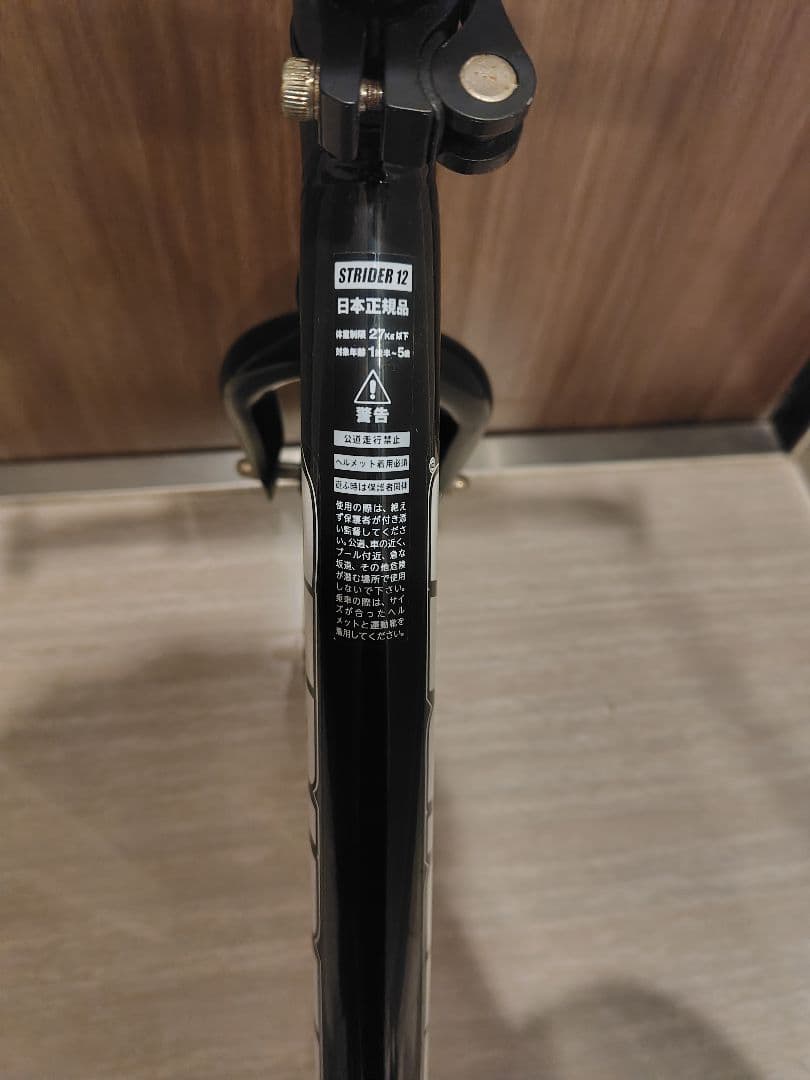 STRIDER 12
日本正規品
体重制限 27Kg以下
対象年齢 1歳半~5歳
警告
公道走行禁止
ヘルメット着用必須
遊ぶ時は保護者同伴
使用の際は、絶え
ず保護者が付き添
い監督してくださ
い。公道、車の近く、
プール付近、急な
坂道、その他危険
が潜む場所で使用
しないで下さい。
乗車の際は、サイ
ズが合ったヘル
メットと運動靴を
着用してください。